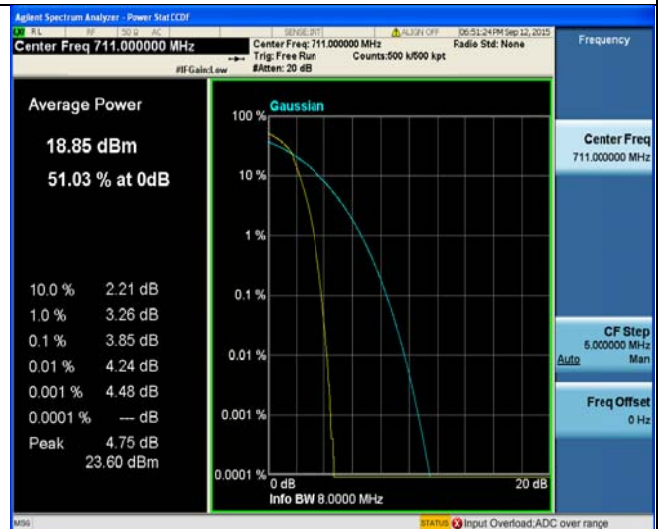 Agilent Spectrum Analyzer - Power Stat CCDF
RL RF 50 Ω AC SENSE:INT ALIGN OFF 06:51:24 PM Sep 12, 2015
Center Freq 711.000000 MHz
Center Freq: 711.000000 MHz Radio Std: None
Trig: Free Run Counts:500 k/500 kpt
#IFGain:Low #Atten: 20 dB
Frequency
Average Power
18.85 dBm
51.03 % at 0dB
10.0 % 2.21 dB
1.0 % 3.26 dB
0.1 % 3.85 dB
0.01 % 4.24 dB
0.001 % 4.48 dB
0.0001 % --- dB
Peak 4.75 dB
23.60 dBm
Gaussian
100 %
10 %
1 %
0.1 %
0.01 %
0.001 %
0.0001 %
0 dB 20 dB
Info BW 8.0000 MHz
Center Freq
711.000000 MHz
CF Step
5.000000 MHz
Auto Man
Freq Offset
0 Hz
MSG STATUS Input Overload;ADC over range